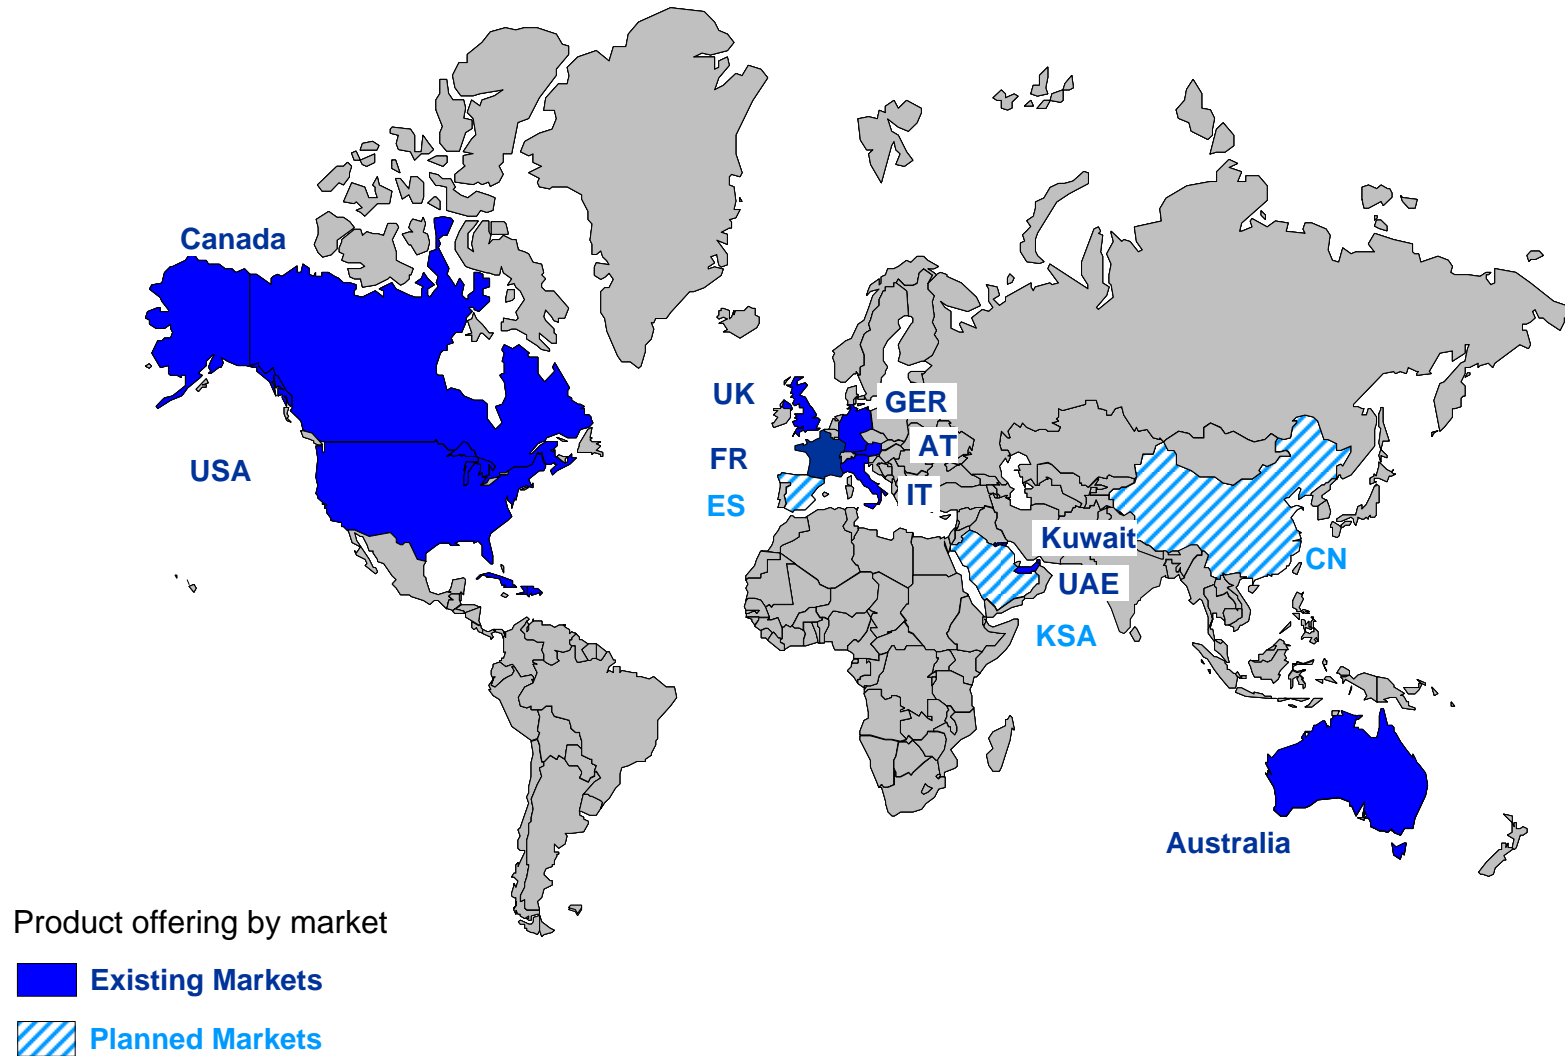 Canada
UK
GER
AT
FR
USA
IT
ES
Kuwait
CN
UAE
KSA
Australia
Product offering by market
Existing Markets
Planned Markets